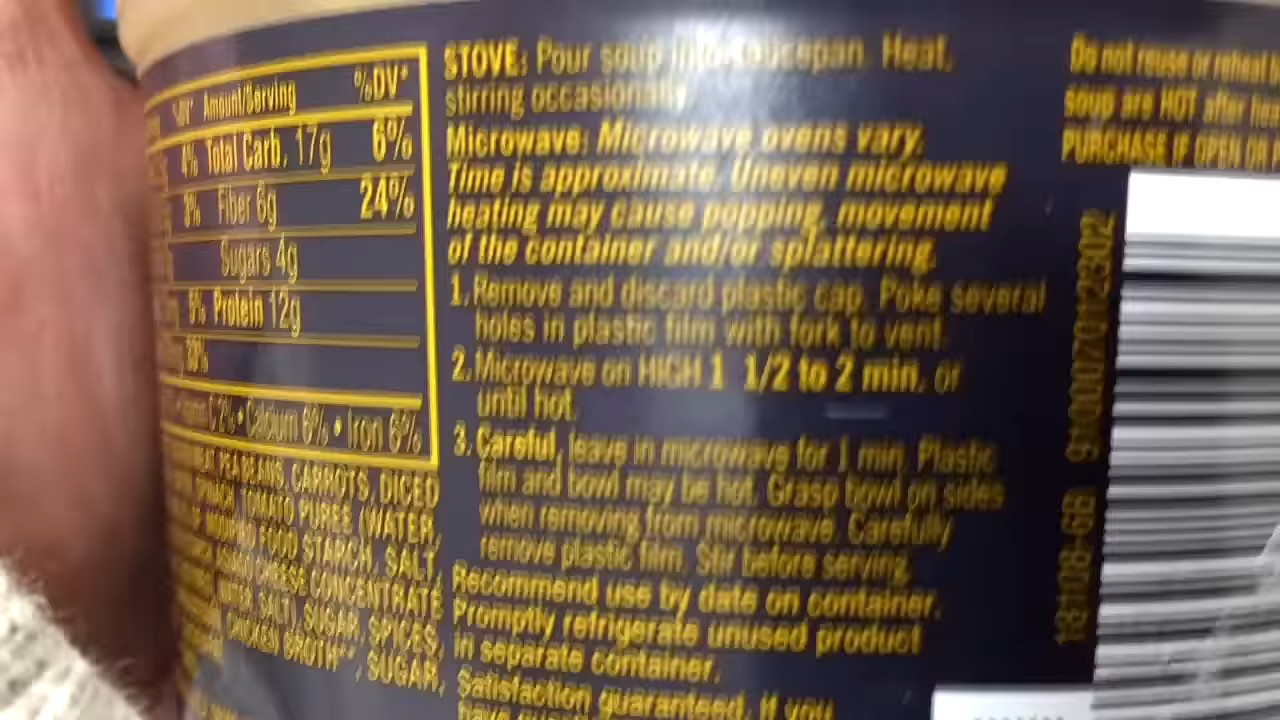 %DV* Amount/Serving %DV*
4% Total Carb. 17g 6%
3% Fiber 6g 24%
Sugars 4g
5% Protein 12g
C 2% • Calcium 6% • Iron 6%
PEA BEANS, CARROTS, DICED
TOMATO PUREE (WATER,
FOOD STARCH, SALT,
CHEESE CONCENTRATE
SALT), SUGAR, SPICES,
CHICKEN BROTH**, SUGAR,
STOVE: Pour soup into saucepan. Heat,
stirring occasionally.
Microwave: Microwave ovens vary.
Time is approximate. Uneven microwave
heating may cause popping, movement
of the container and/or splattering.
1. Remove and discard plastic cap. Poke several
holes in plastic film with fork to vent.
2. Microwave on HIGH 1 1/2 to 2 min, or
until hot.
3. Careful, leave in microwave for 1 min. Plastic
film and bowl may be hot. Grasp bowl on sides
when removing from microwave. Carefully
remove plastic film. Stir before serving.
Recommend use by date on container.
Promptly refrigerate unused product
in separate container.
Satisfaction guaranteed. If you
Do not reuse or reheat
soup are HOT after
PURCHASE IF OPEN OR